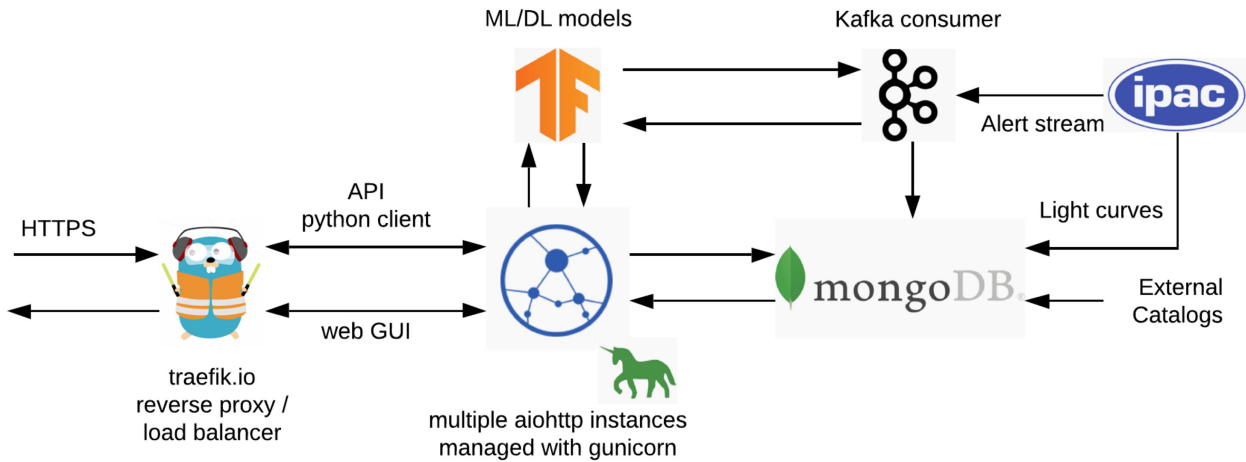 ML/DL models
Kafka consumer
ipac
Alert stream
API
python client
HTTPS
Light curves
mongoDB
External
Catalogs
web GUI
traefik.io
reverse proxy /
load balancer
multiple aiohttp instances
managed with gunicorn